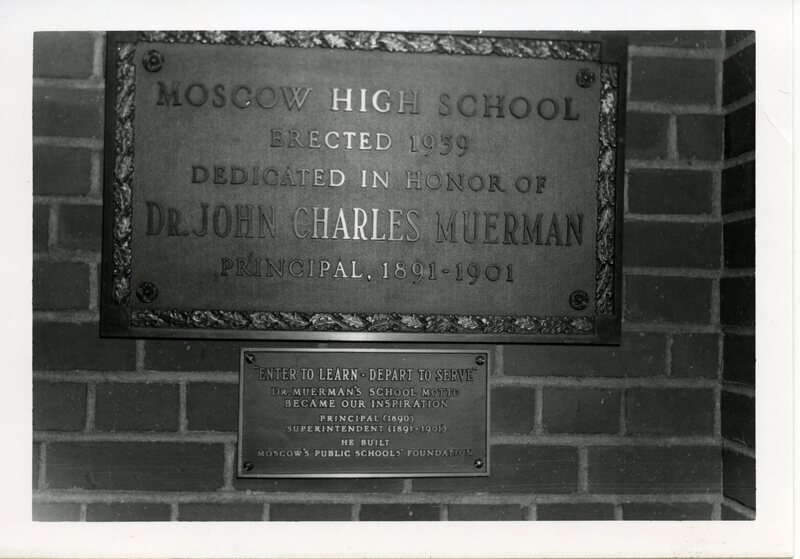 MOSCOW HIGH SCHOOL
ERECTED 1939
DEDICATED IN HONOR OF
DR. JOHN CHARLES MUERMAN
PRINCIPAL, 1891-1901
"ENTER TO LEARN - DEPART TO SERVE"
DR. MUERMAN'S SCHOOL MOTTO
BECAME OUR INSPIRATION
PRINCIPAL (1890)
SUPERINTENDENT (1891-1901)
HE BUILT
MOSCOW'S PUBLIC SCHOOLS' FOUNDATION